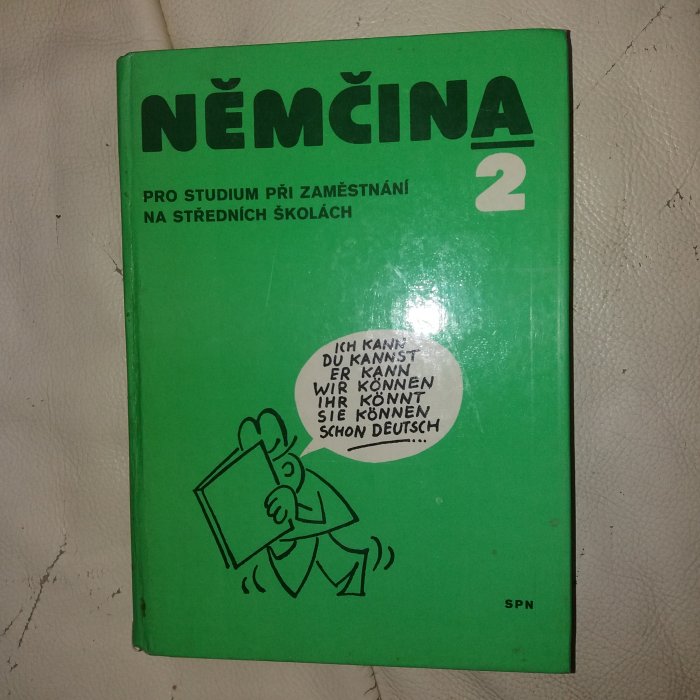 NĚMČINA
2
PRO STUDIUM PŘI ZAMĚSTNÁNÍ
NA STŘEDNÍCH ŠKOLÁCH
ICH KANN
DU KANNST
ER KANN
WIR KÖNNEN
IHR KÖNNT
SIE KÖNNEN
SCHON DEUTSCH...
SPN